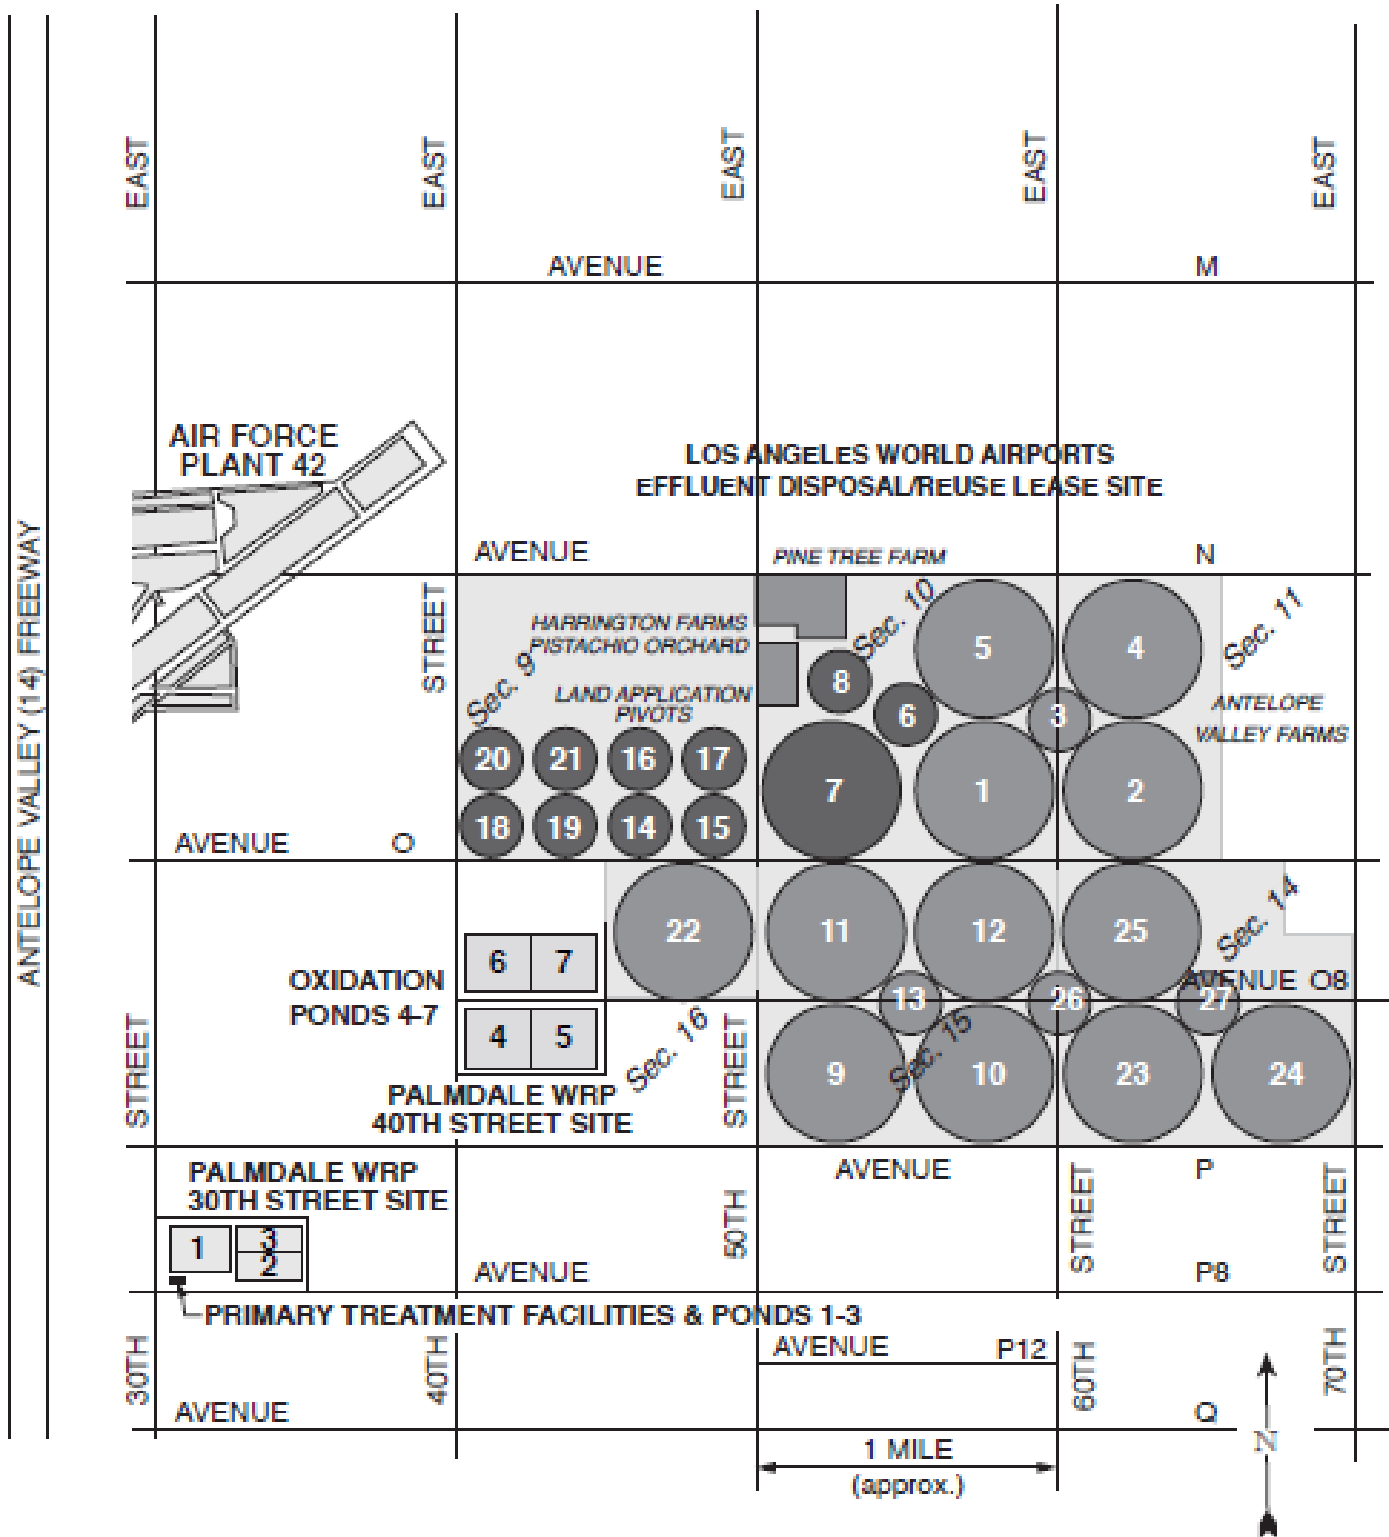 EAST
EAST
EAST
EAST
EAST
AVENUE M
AIR FORCE
PLANT 42
LOS ANGELES WORLD AIRPORTS
EFFLUENT DISPOSAL/REUSE LEASE SITE
AVENUE N
PINE TREE FARM
ANTELOPE VALLEY (14) FREEWAY
STREET
HARRINGTON FARMS
PISTACHIO ORCHARD
Sec. 9
LAND APPLICATION
PIVOTS
Sec. 10
Sec. 11
5
4
8
6
3
ANTELOPE
VALLEY FARMS
20
21
16
17
7
1
2
18
19
14
15
AVENUE O
22
11
12
25
Sec. 14
6
7
OXIDATION
PONDS 4-7
4
5
AVENUE O8
13
26
27
Sec. 16
Sec. 15
9
10
23
24
STREET
STREET
PALMDALE WRP
40TH STREET SITE
PALMDALE WRP
30TH STREET SITE
AVENUE P
STREET
STREET
1
3
2
50TH
AVENUE P8
PRIMARY TREATMENT FACILITIES & PONDS 1-3
AVENUE P12
30TH
40TH
60TH
70TH
AVENUE Q
1 MILE
(approx.)
N